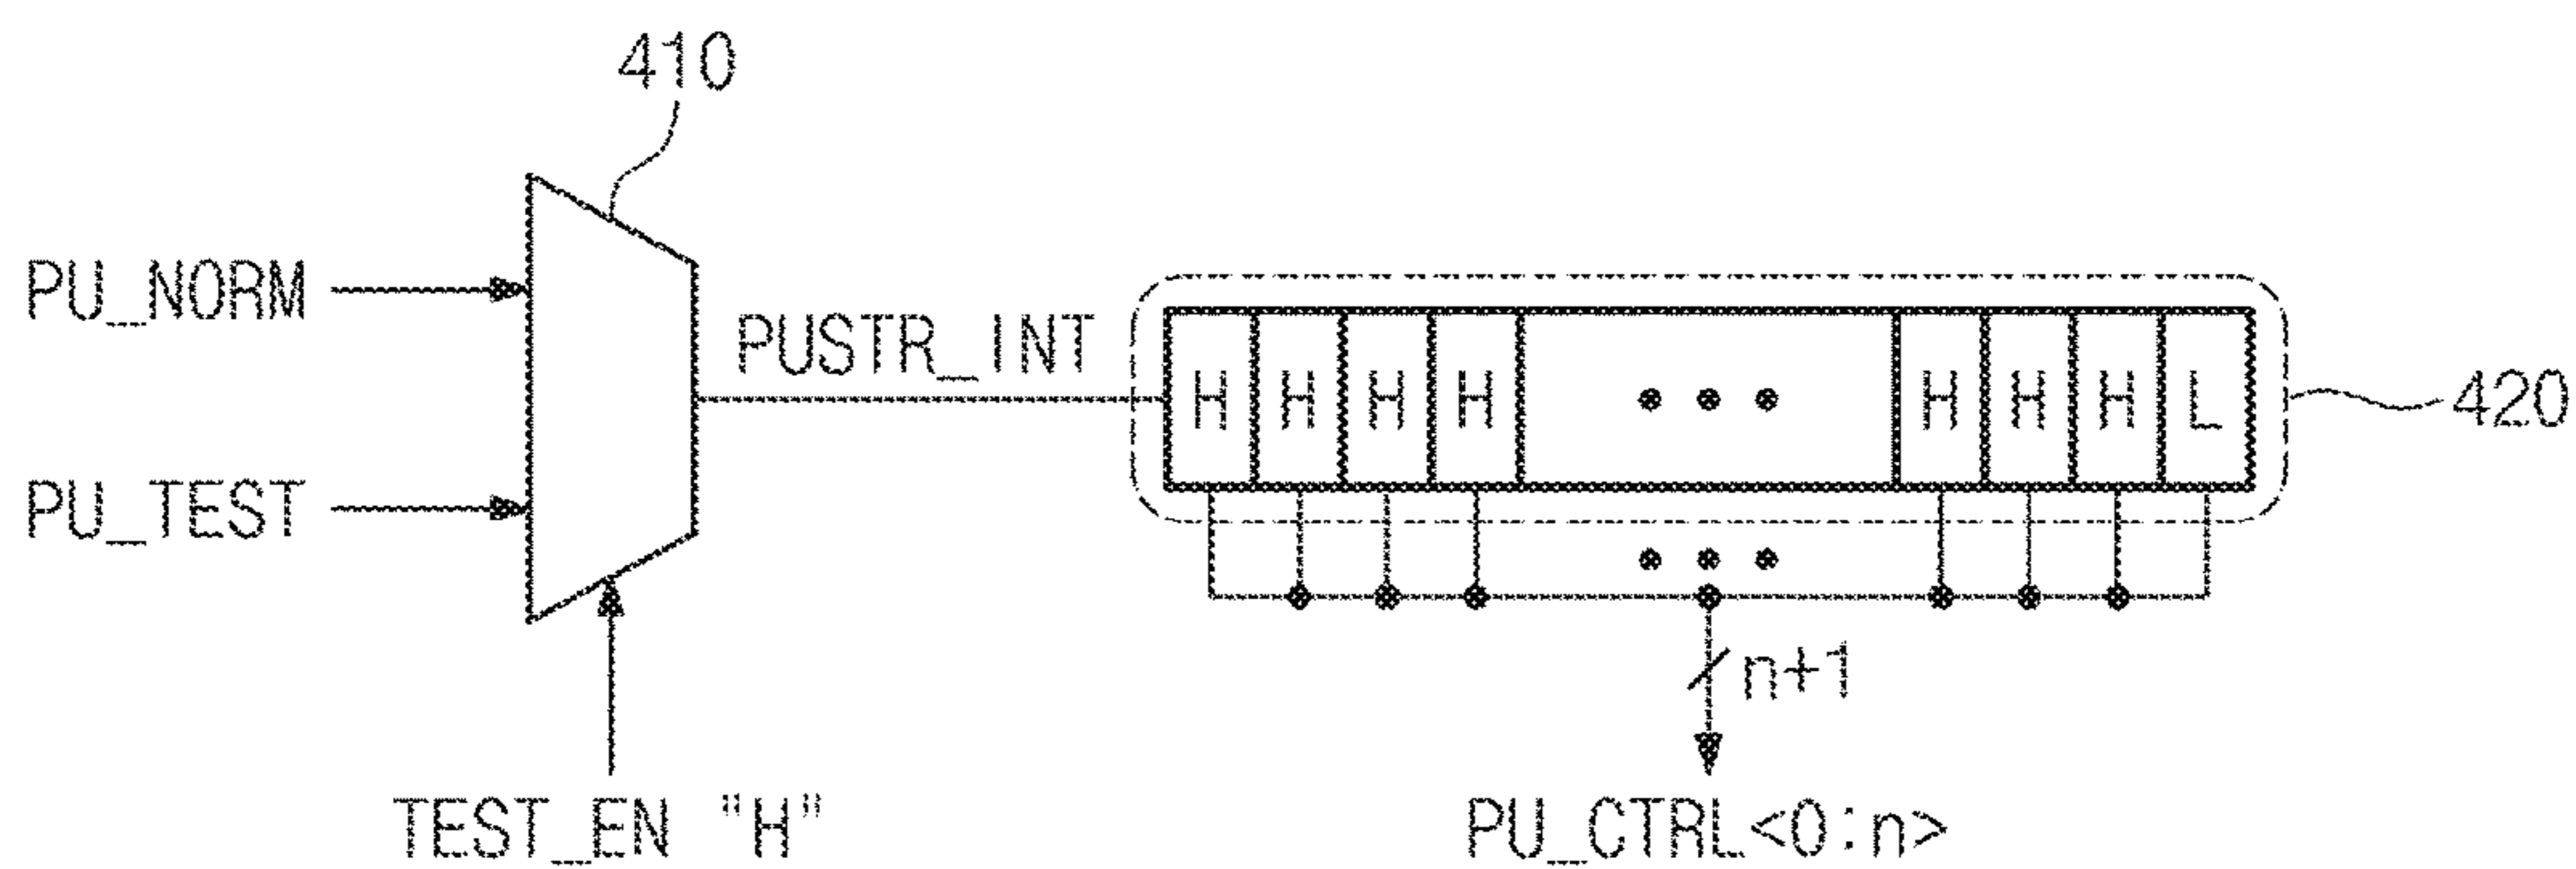 410
PU_NORM
PUSTR_INT
H H H H H H H L
420
PU_TEST
n+1
TEST_EN "H"
PU_CTRL<0:n>